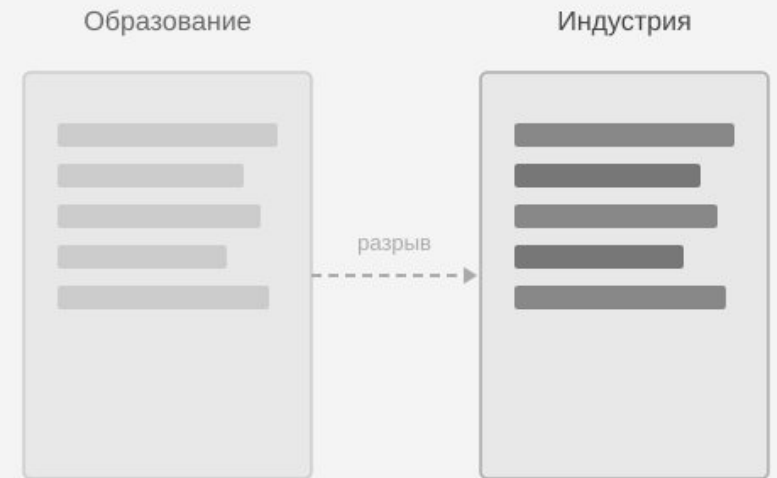 Образование
Индустрия
разрыв